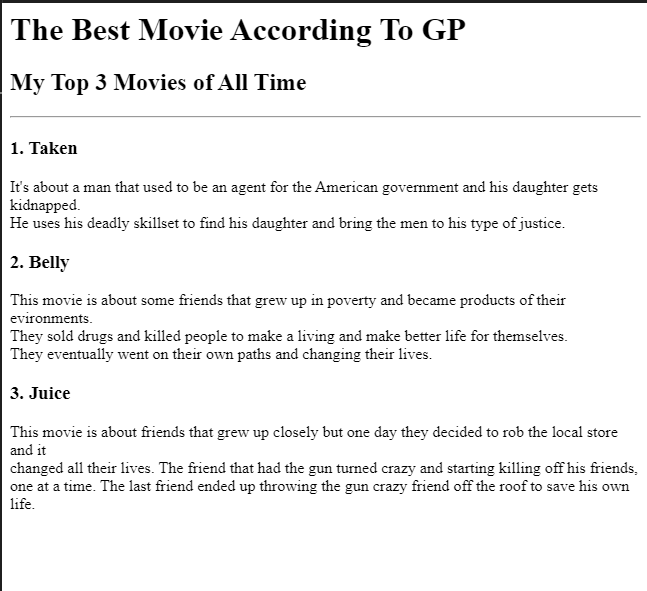 The Best Movie According To GP
My Top 3 Movies of All Time
1. Taken
It's about a man that used to be an agent for the American government and his daughter gets
kidnapped.
He uses his deadly skillset to find his daughter and bring the men to his type of justice.
2. Belly
This movie is about some friends that grew up in poverty and became products of their
evironments.
They sold drugs and killed people to make a living and make better life for themselves.
They eventually went on their own paths and changing their lives.
3. Juice
This movie is about friends that grew up closely but one day they decided to rob the local store
and it
changed all their lives. The friend that had the gun turned crazy and starting killing off his friends,
one at a time. The last friend ended up throwing the gun crazy friend off the roof to save his own
life.